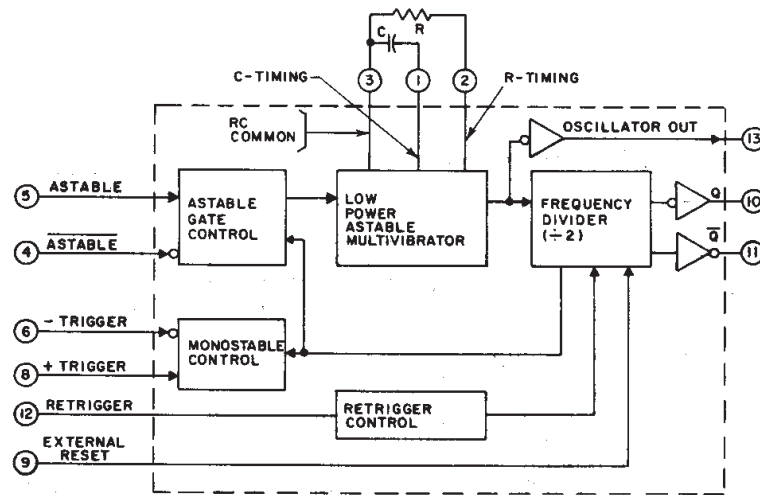 C
R
3
1
2
C-TIMING
R-TIMING
RC
COMMON
OSCILLATOR OUT
13
5
ASTABLE
ASTABLE
GATE
CONTROL
LOW
POWER
ASTABLE
MULTIVIBRATOR
FREQUENCY
DIVIDER
(÷2)
Q
10
4
A̅S̅T̅A̅B̅L̅E̅
Q̅
11
6
- TRIGGER
MONOSTABLE
CONTROL
8
+ TRIGGER
12
RETRIGGER
RETRIGGER
CONTROL
9
EXTERNAL
RESET